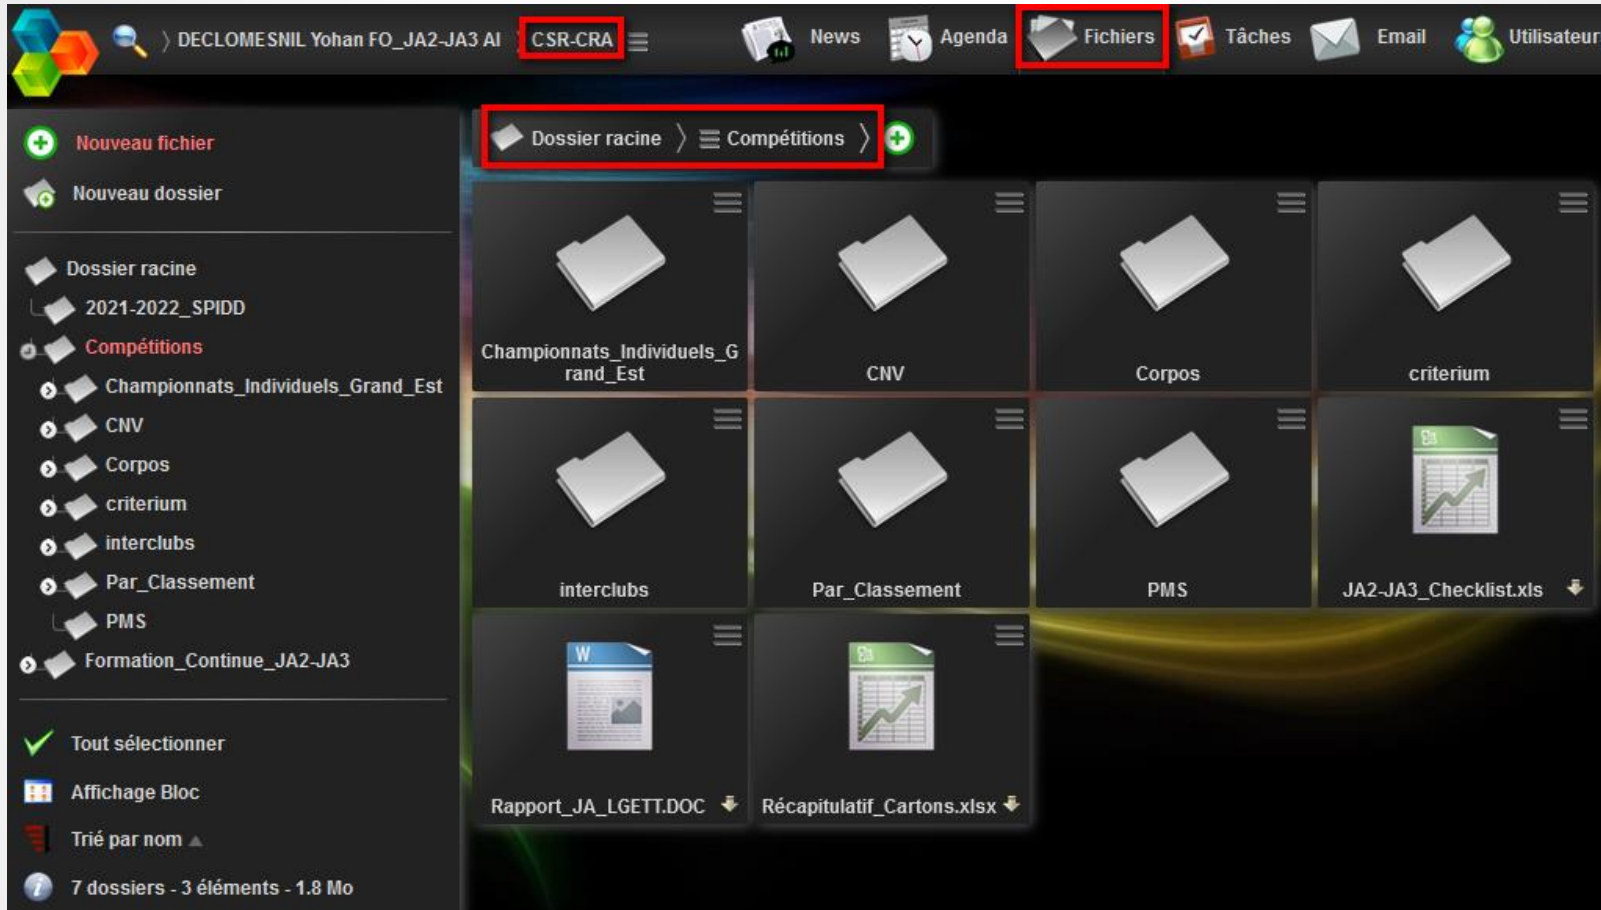 DECLOMESNIL Yohan FO_JA2-JA3 AI CSR-CRA News Agenda Fichiers Tâches Email Utilisateur
Nouveau fichier
Nouveau dossier
Dossier racine
2021-2022_SPIDD
Compétitions
Championnats_Individuels_Grand_Est
CNV
Corpos
criterium
interclubs
Par_Classement
PMS
Formation_Continue_JA2-JA3
Tout sélectionner
Affichage Bloc
Trié par nom
7 dossiers - 3 éléments - 1.8 Mo
Dossier racine Compétitions
Championnats_Individuels_G
rand_Est
CNV
Corpos
criterium
interclubs
Par_Classement
PMS
JA2-JA3_Checklist.xls
W
Rapport_JA_LGETT.DOC
Récapitulatif_Cartons.xlsx